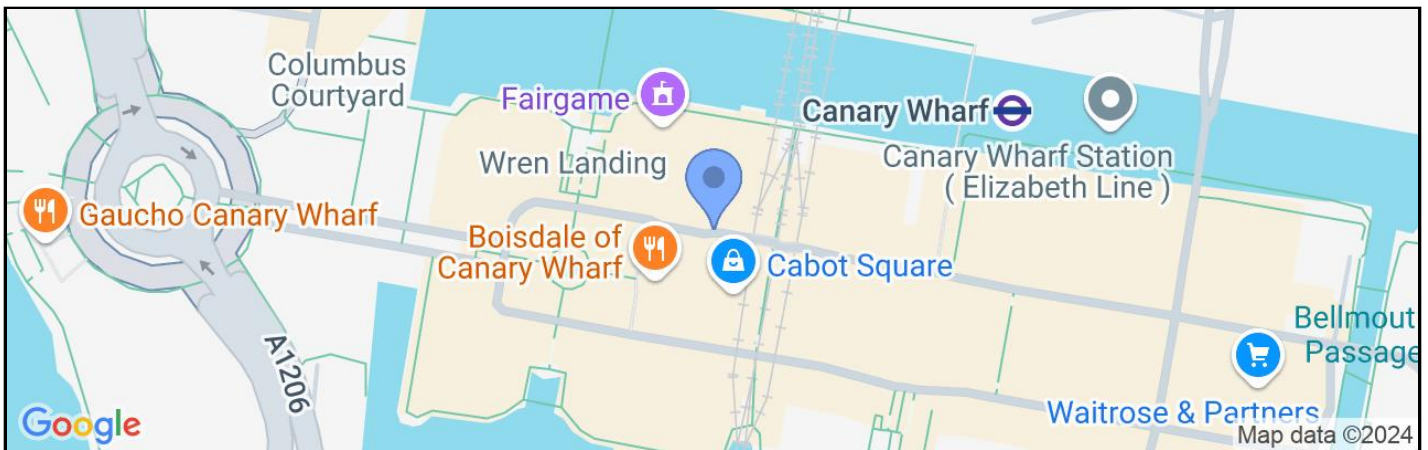 Columbus
Courtyard
Fairgame
Canary Wharf
Wren Landing
Canary Wharf Station
( Elizabeth Line )
Gaucho Canary Wharf
Boisdale of
Canary Wharf
Cabot Square
Bellmout
Passage
A1206
Waitrose & Partners
Google
Map data ©2024